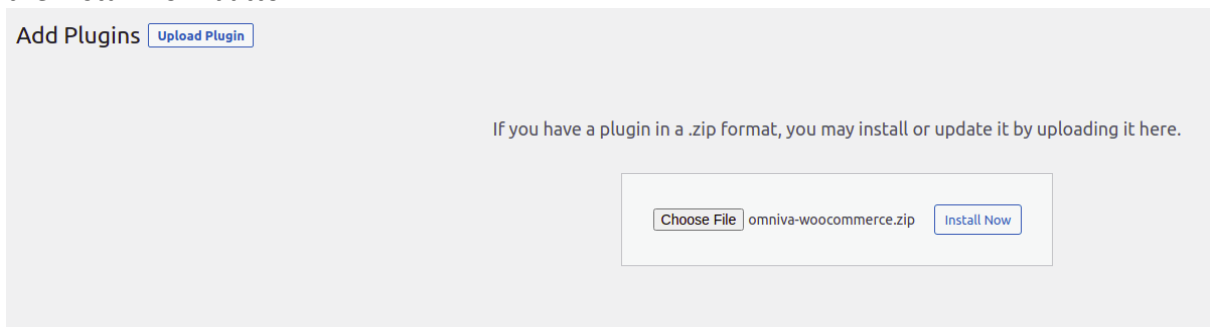 Add Plugins Upload Plugin
If you have a plugin in a .zip format, you may install or update it by uploading it here.
Choose File omniva-woocommerce.zip Install Now